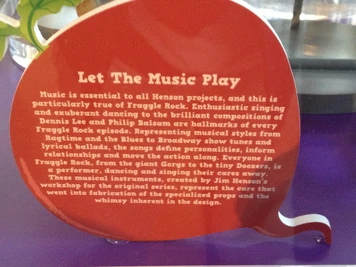 Let The Music Play
Music is essential to all Henson projects, and this is
particularly true of Fraggle Rock. Enthusiastic singing
and exuberant dancing to the brilliant compositions of
Dennis Lee and Philip Balsam are hallmarks of every
Fraggle Rock episode. Representing musical styles from
Ragtime and the Blues to Broadway show tunes and
lyrical ballads, the songs define personalities, inform
relationships and move the action along. Everyone in
Fraggle Rock, from the giant Gorgs to the tiny Doozers, is
a performer, dancing and singing their cares away.
These musical instruments, created by Jim Henson's
workshop for the original series, represent the care that
went into fabrication of the specialized props and the
whimsy inherent in the design.